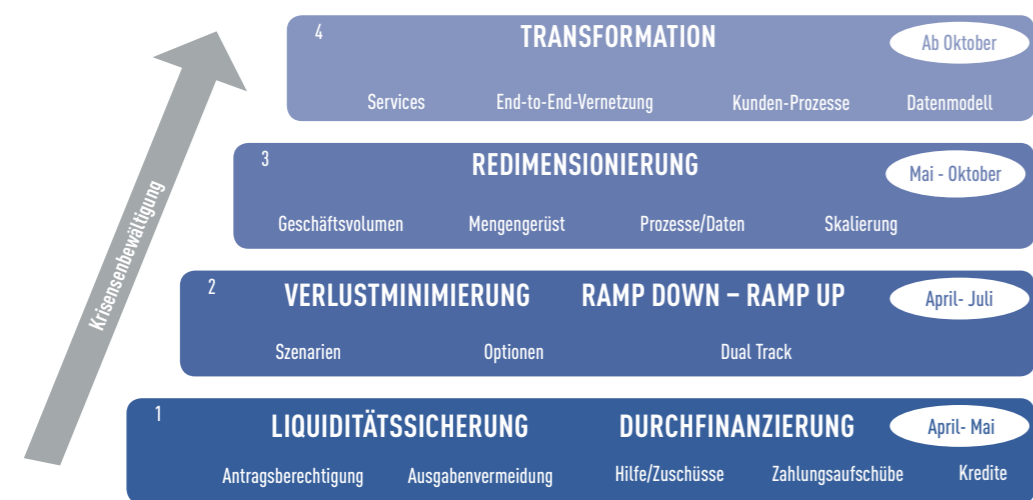 4 TRANSFORMATION Ab Oktober
Services End-to-End-Vernetzung Kunden-Prozesse Datenmodell
3 REDIMENSIONIERUNG Mai - Oktober
Geschäftsvolumen Mengengerüst Prozesse/Daten Skalierung
Krisensenbewältigung
2 VERLUSTMINIMIERUNG RAMP DOWN – RAMP UP April- Juli
Szenarien Optionen Dual Track
1 LIQUIDITÄTSSICHERUNG DURCHFINANZIERUNG April- Mai
Antragsberechtigung Ausgabenvermeidung Hilfe/Zuschüsse Zahlungsaufschübe Kredite